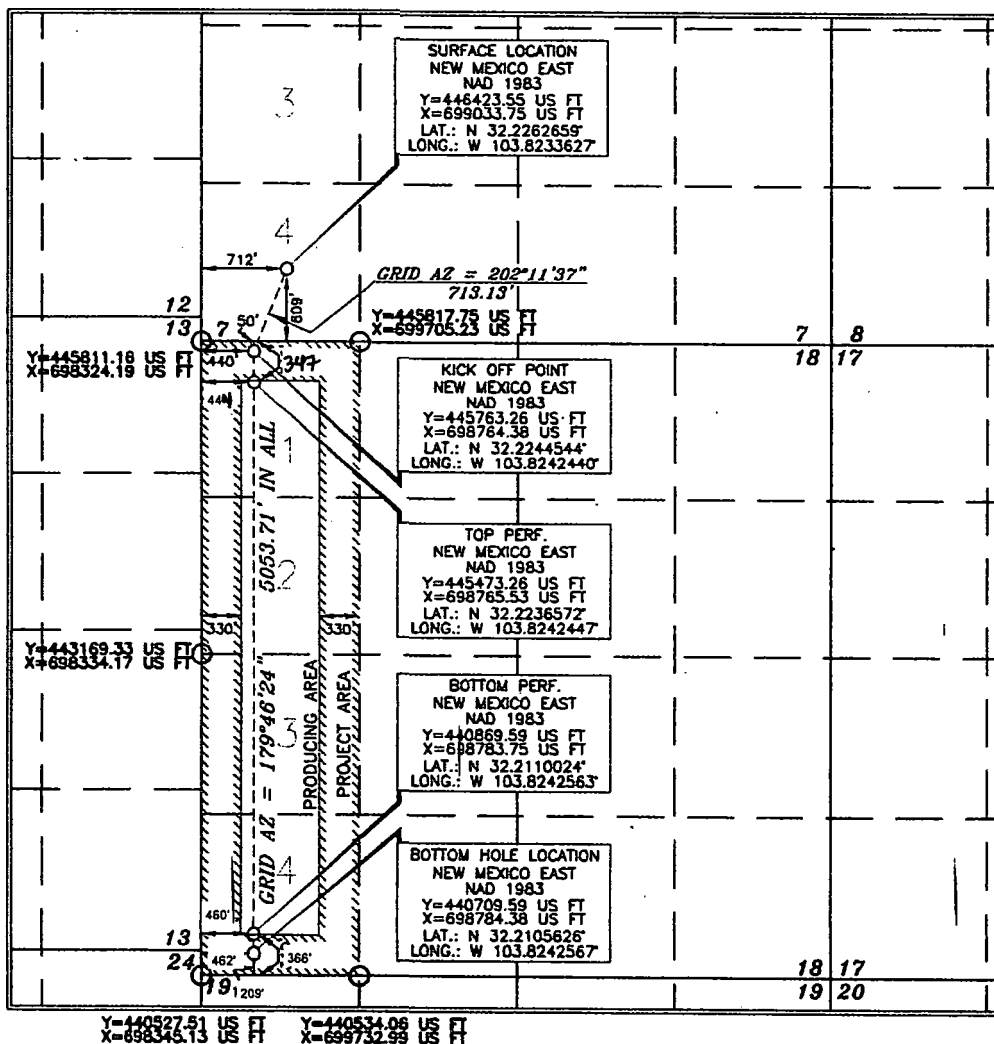 3
SURFACE LOCATION
NEW MEXICO EAST
NAD 1983
Y=446423.55 US FT
X=699033.75 US FT
LAT.: N 32.2262659°
LONG.: W 103.8233627°
4
712'
609'
GRID AZ = 202°11'37"
713.13'
12
13
7
50'
Y=445817.75 US FT
X=699705.23 US FT
7 8
18 17
Y=445811.16 US FT
X=698324.19 US FT
440'
347
KICK OFF POINT
NEW MEXICO EAST
NAD 1983
Y=445763.26 US FT
X=698764.38 US FT
LAT.: N 32.2244544°
LONG.: W 103.8242440°
1
5053.71' IN ALL
TOP PERF.
NEW MEXICO EAST
NAD 1983
Y=445473.26 US FT
X=698765.53 US FT
LAT.: N 32.2236572°
LONG.: W 103.8242447°
2
330'
330'
Y=443169.33 US FT
X=698334.17 US FT
GRID AZ = 179°46'24"
PRODUCING AREA
PROJECT AREA
3
BOTTOM PERF.
NEW MEXICO EAST
NAD 1983
Y=440869.59 US FT
X=698783.75 US FT
LAT.: N 32.2110024°
LONG.: W 103.8242563°
4
BOTTOM HOLE LOCATION
NEW MEXICO EAST
NAD 1983
Y=440709.59 US FT
X=698784.38 US FT
LAT.: N 32.2105626°
LONG.: W 103.8242567°
460'
13
24
462'
366'
19
209'
18 17
19 20
Y=440527.51 US FT
X=698345.13 US FT
Y=440534.06 US FT
X=699732.99 US FT